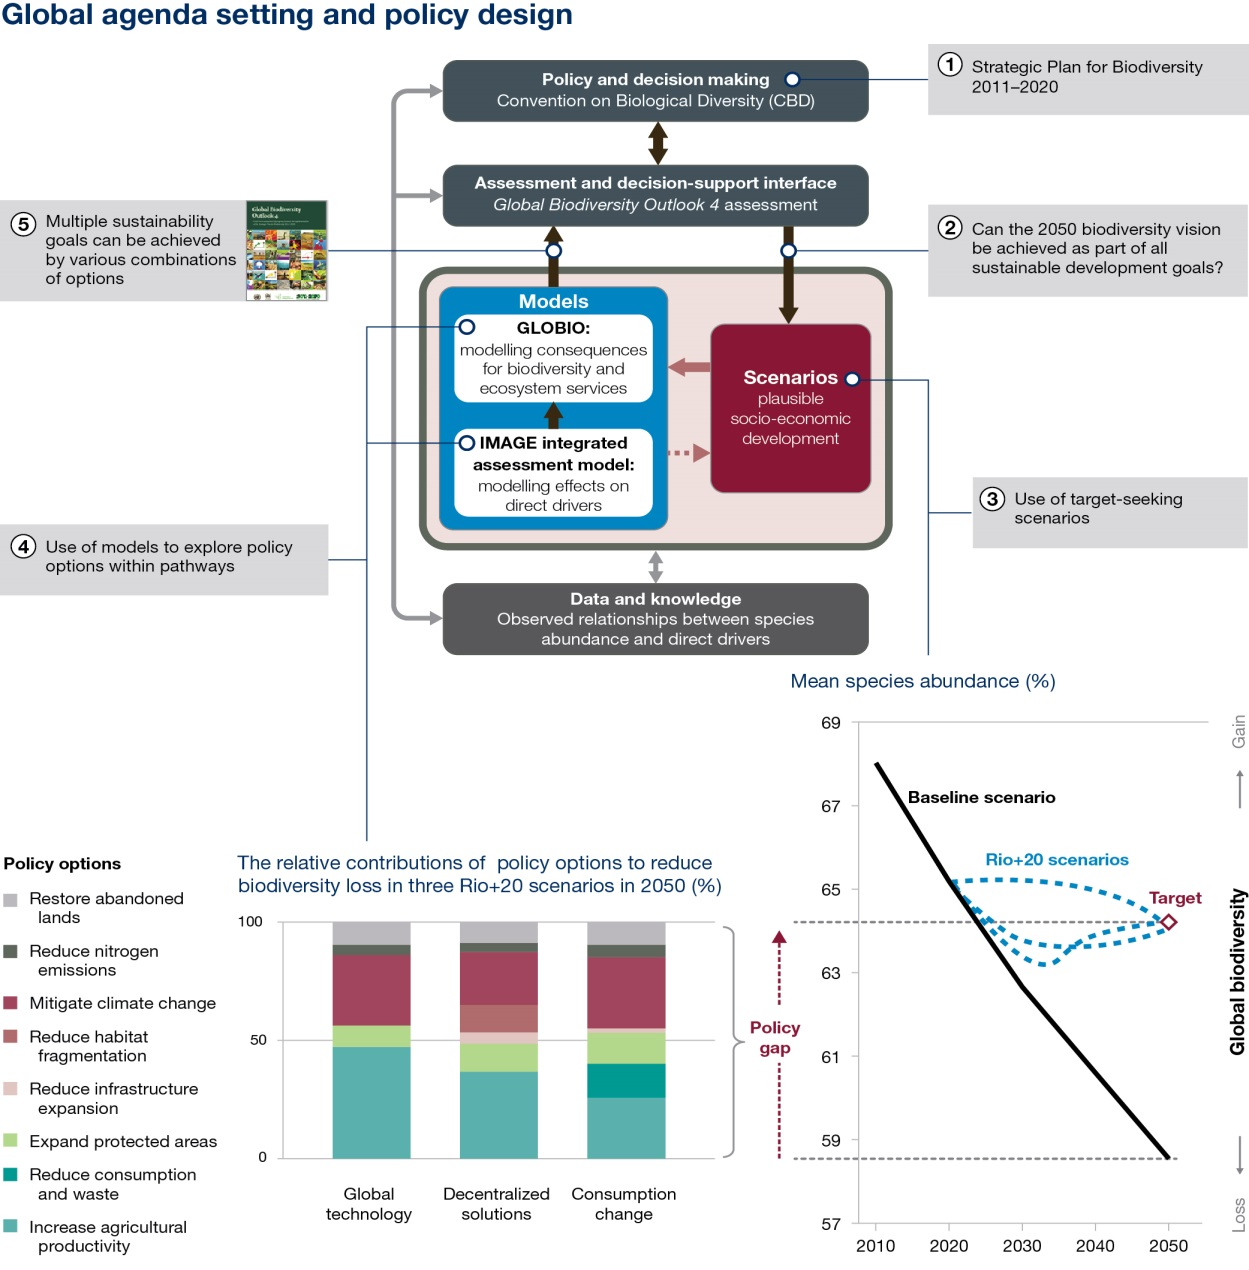 Global agenda setting and policy design
Policy and decision making
Convention on Biological Diversity (CBD)
1 Strategic Plan for Biodiversity
2011–2020
Assessment and decision-support interface
Global Biodiversity Outlook 4 assessment
5 Multiple sustainability
goals can be achieved
by various combinations
of options
Global Biodiversity
Outlook 4
2 Can the 2050 biodiversity vision
be achieved as part of all
sustainable development goals?
Models
GLOBIO:
modelling consequences
for biodiversity and
ecosystem services
IMAGE integrated
assessment model:
modelling effects on
direct drivers
Scenarios
plausible
socio-economic
development
3 Use of target-seeking
scenarios
4 Use of models to explore policy
options within pathways
Data and knowledge
Observed relationships between species
abundance and direct drivers
Mean species abundance (%)
69
67
65
63
61
59
57
2010 2020 2030 2040 2050
Baseline scenario
Rio+20 scenarios
Target
Gain
Global biodiversity
Loss
Policy
gap
Policy options
Restore abandoned
lands
Reduce nitrogen
emissions
Mitigate climate change
Reduce habitat
fragmentation
Reduce infrastructure
expansion
Expand protected areas
Reduce consumption
and waste
Increase agricultural
productivity
The relative contributions of policy options to reduce
biodiversity loss in three Rio+20 scenarios in 2050 (%)
100
50
0
Global
technology
Decentralized
solutions
Consumption
change